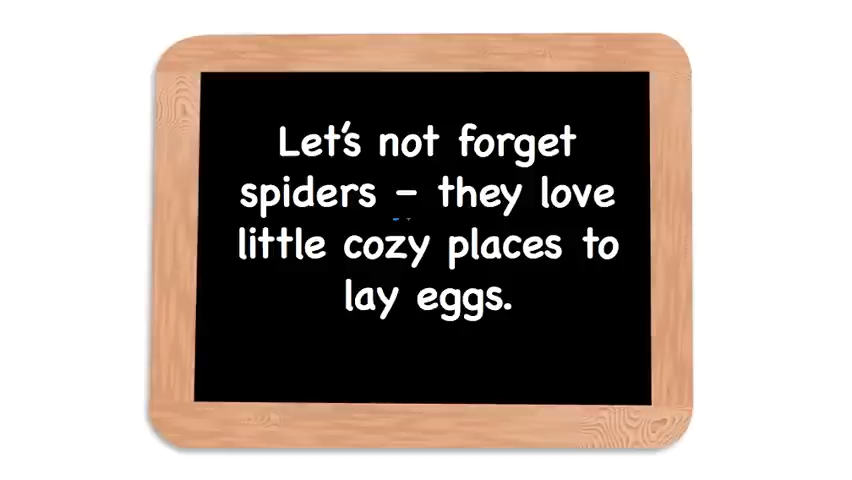 Let's not forget
spiders – they love
little cozy places to
lay eggs.